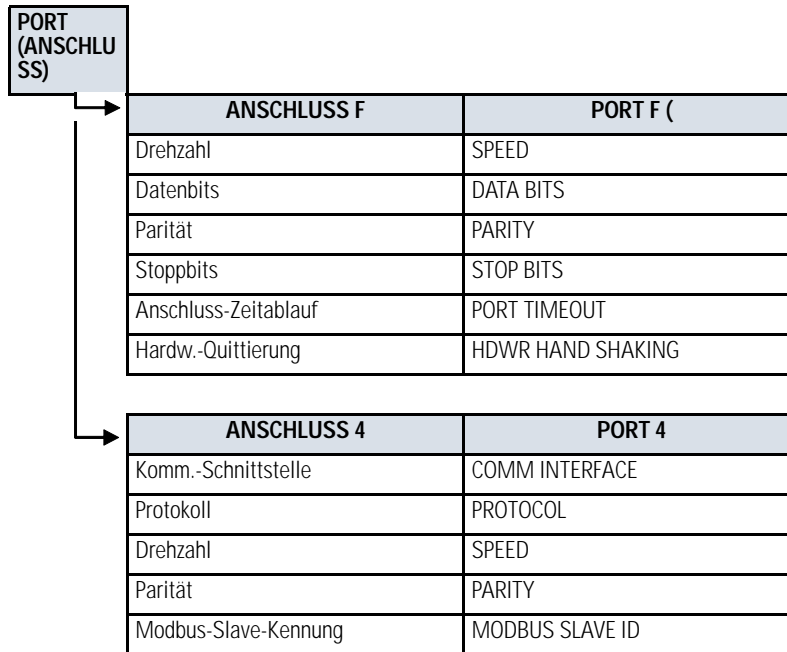 PORT
(ANSCHLU
SS)
ANSCHLUSS F PORT F (
Drehzahl SPEED
Datenbits DATA BITS
Parität PARITY
Stoppbits STOP BITS
Anschluss-Zeitablauf PORT TIMEOUT
Hardw.-Quittierung HDWR HAND SHAKING
ANSCHLUSS 4 PORT 4
Komm.-Schnittstelle COMM INTERFACE
Protokoll PROTOCOL
Drehzahl SPEED
Parität PARITY
Modbus-Slave-Kennung MODBUS SLAVE ID